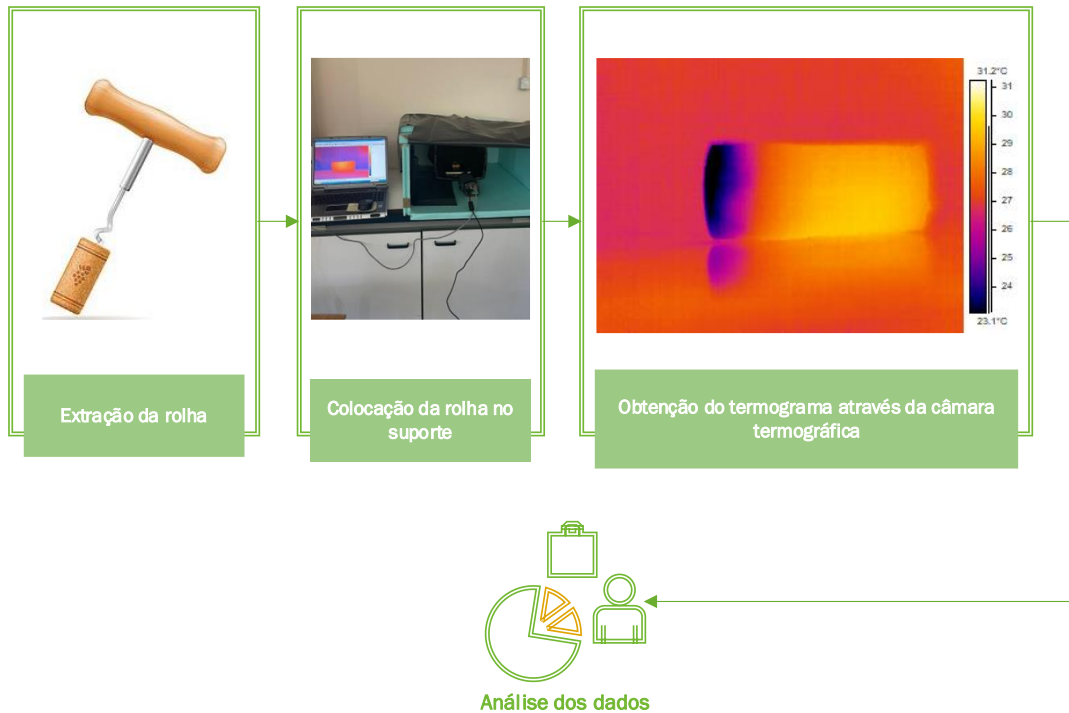 31.2°C
31
30
29
28
27
26
25
24
23.1°C
Extração da rolha
Colocação da rolha no
suporte
Obtenção do termograma através da câmara
termográfica
Análise dos dados